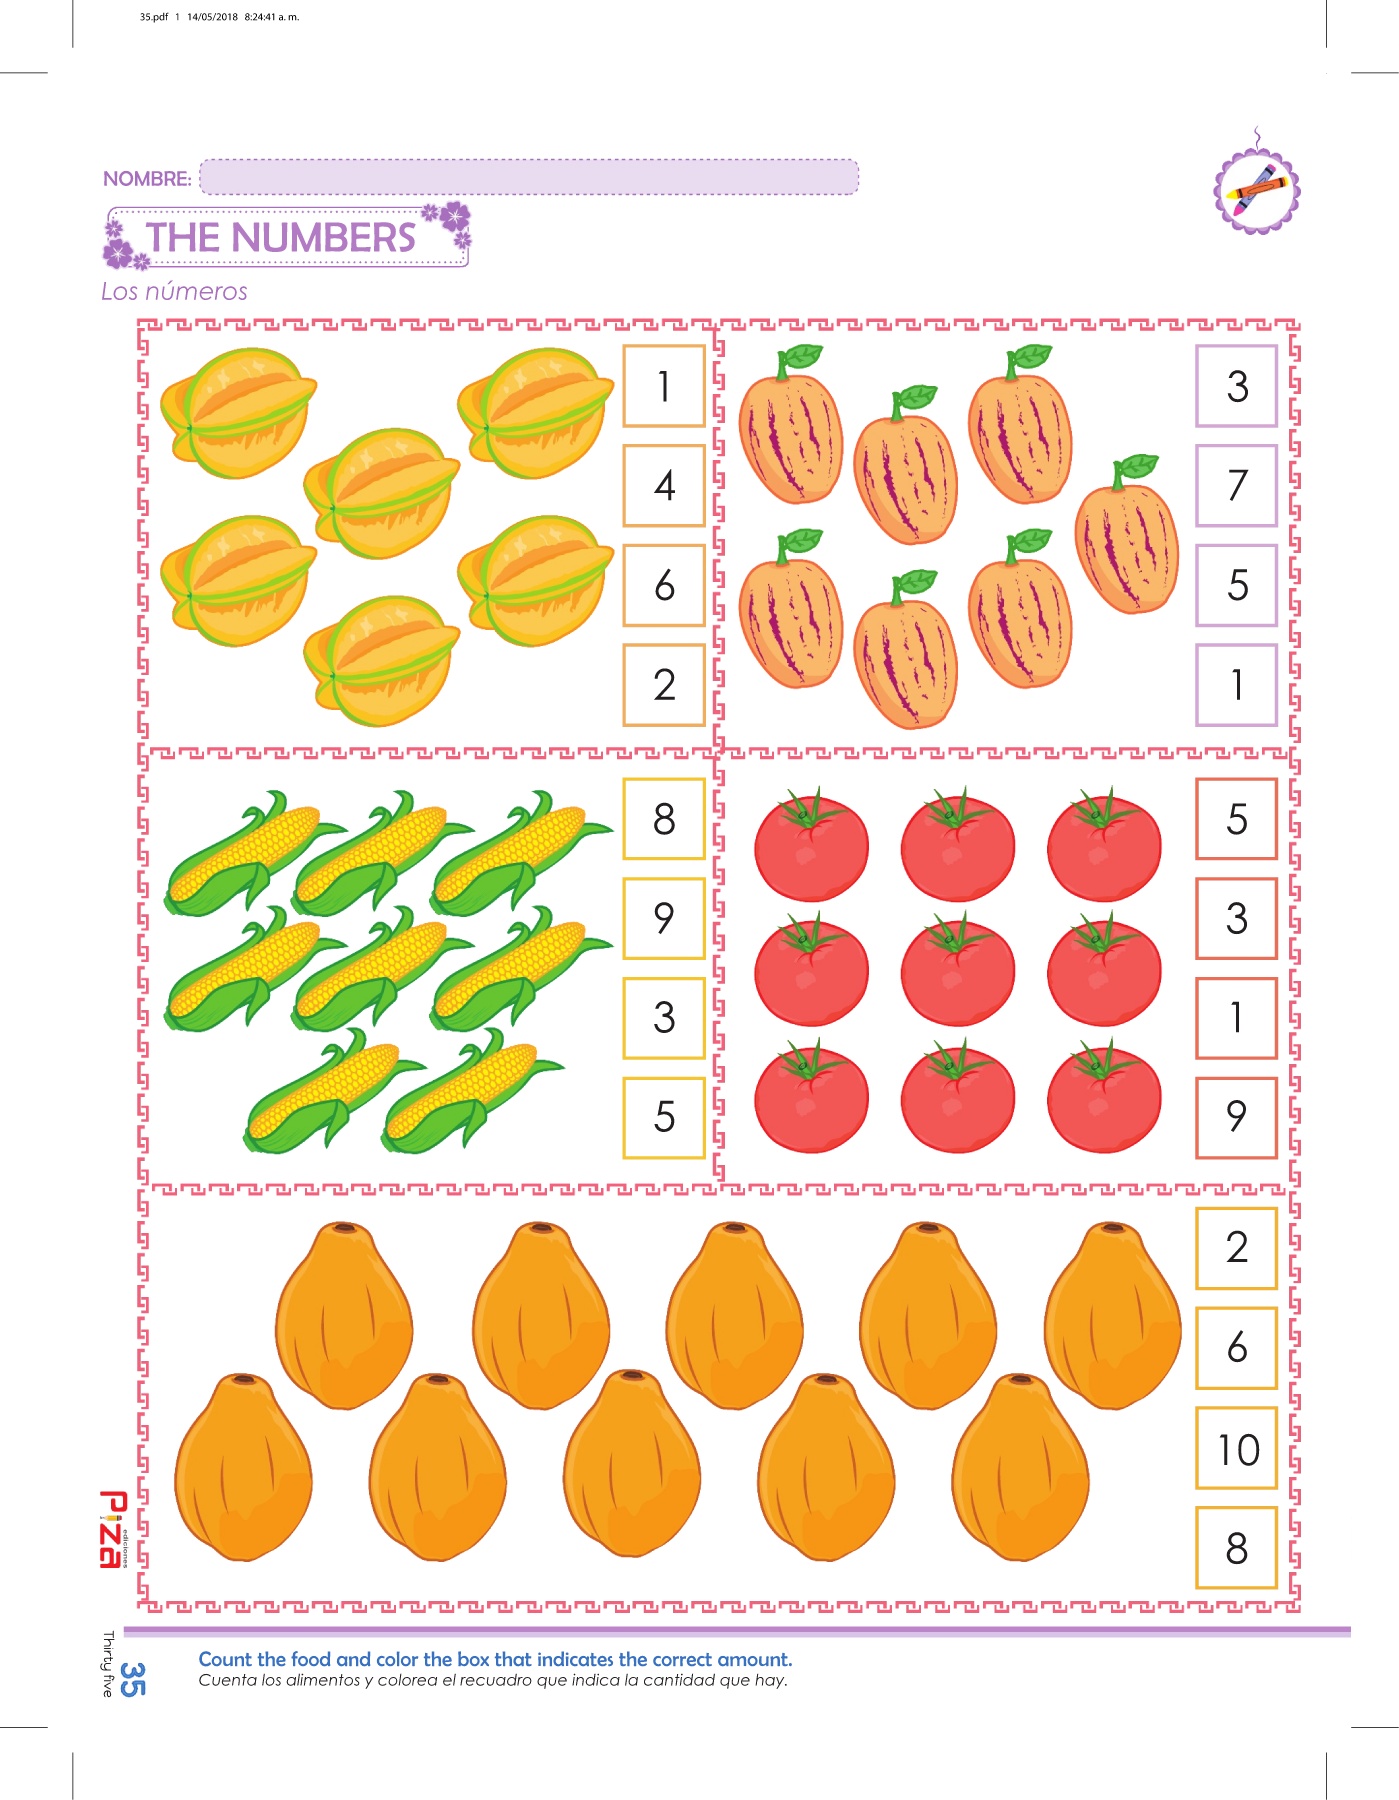 35.pdf 1 14/05/2018 8:24:41 a. m.
NOMBRE:
THE NUMBERS
Los números
1
4
6
2
3
7
5
1
8
9
3
5
5
3
1
9
2
6
10
8
Piza
ediciones
Thirty five
35
Count the food and color the box that indicates the correct amount.
Cuenta los alimentos y colorea el recuadro que indica la cantidad que hay.